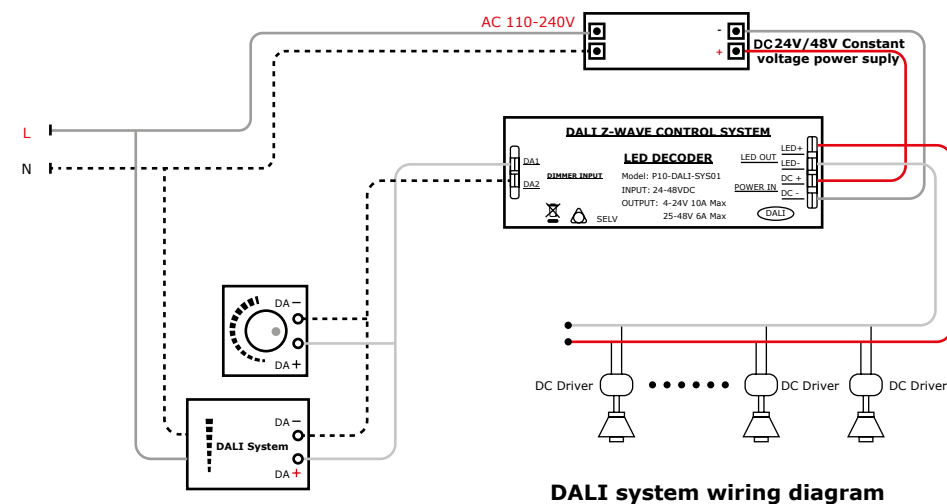 AC 110-240V
-
+
DC 24V/48V Constant
voltage power suply
L
N
DALI Z-WAVE CONTROL SYSTEM
LED DECODER
Model: P10-DALI-SYS01
INPUT: 24-48VDC
OUTPUT: 4-24V 10A Max
25-48V 6A Max
DA1
DA2
DIMMER INPUT
SELV
LED OUT
LED+
LED-
POWER IN
DC +
DC -
DALI
DA −
DA +
DA −
DALI System
DA +
DC Driver
DC Driver
DC Driver
DALI system wiring diagram